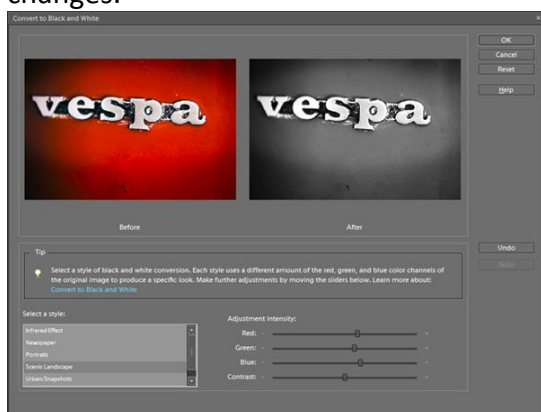 changes.
Convert to Black and White
OK
Cancel
Reset
Help
vespa
vespa
Before
After
Undo
Redo
Tip
Select a style of black and white conversion. Each style uses a different amount of the red, green, and blue color channels of
the original image to produce a specific look. Make further adjustments by moving the sliders below. Learn more about:
Convert to Black and White
Select a style:
Infrared Effect
Newspaper
Portraits
Scenic Landscape
Urban/Snapshots
Adjustment Intensity:
Red:
Green:
Blue:
Contrast: